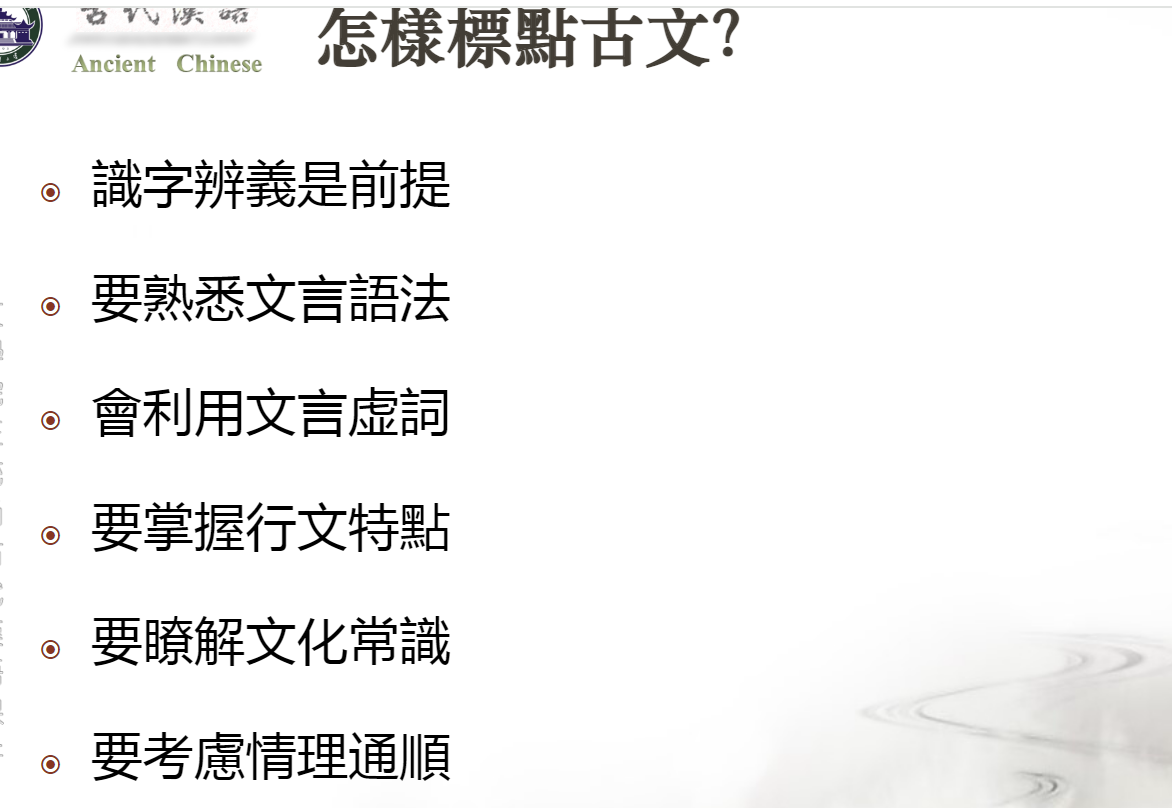 古代漢語
怎樣標點古文？
Ancient Chinese
識字辨義是前提
要熟悉文言語法
會利用文言虛詞
要掌握行文特點
要瞭解文化常識
要考慮情理通順